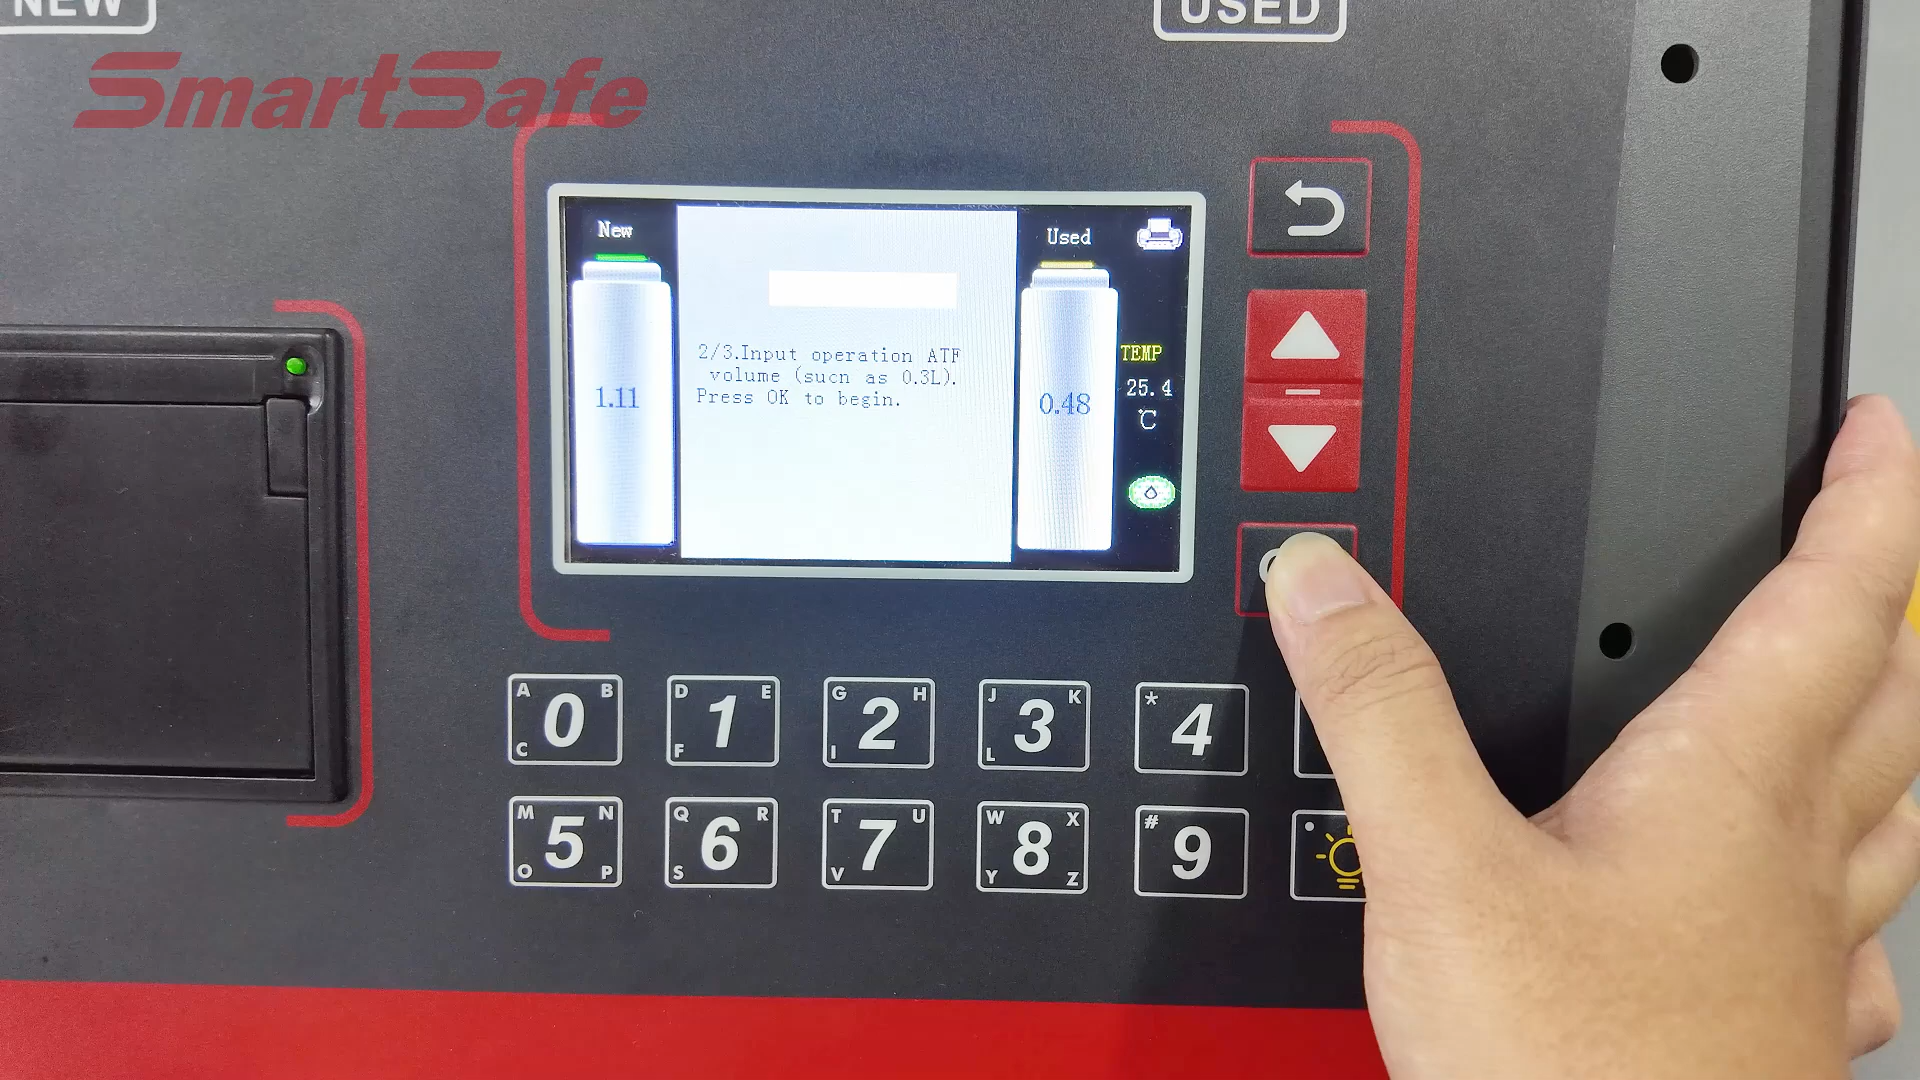 NEW
USED
SmartSafe
New
Used
2/3.Input operation ATF
volume (sucn as 0.3L).
Press OK to begin.
1.11
0.48
TEMP
25.4
℃
A B 0 C
D E 1 F
G H 2 I
J K 3 L
* 4
M N 5 O P
Q R 6 S
T U 7 V
W X 8 Y Z
# 9